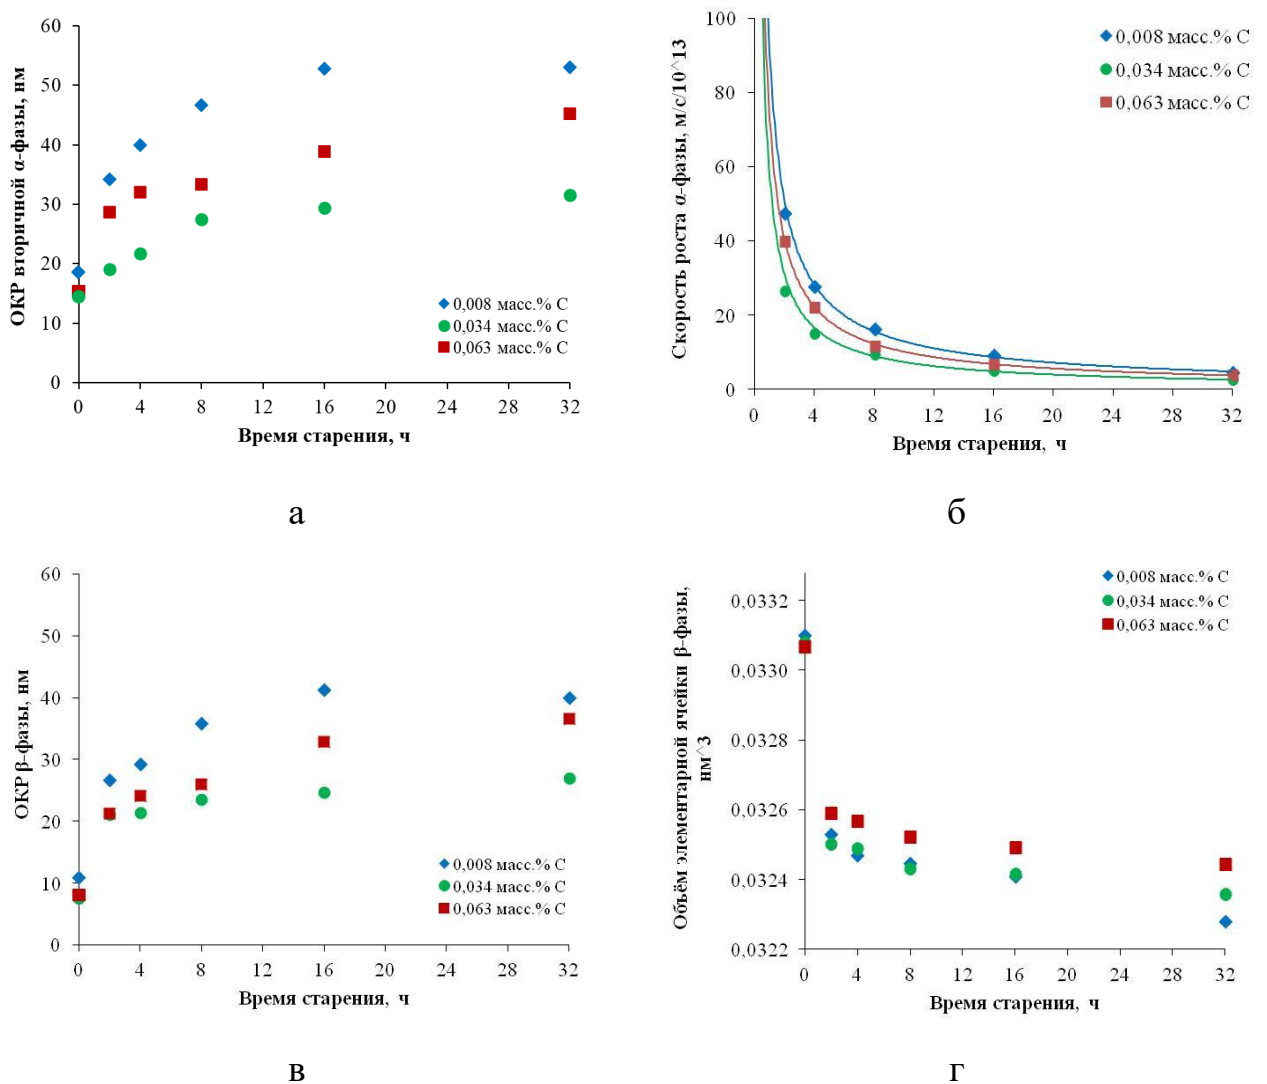 ОКР вторичной α-фазы, нм
60
50
40
30
20
10
0
0 4 8 12 16 20 24 28 32
Время старения, ч
0,008 масс.% С
0,034 масс.% С
0,063 масс.% С
а
Скорость роста α-фазы, м/с/10^13
100
80
60
40
20
0
0 4 8 12 16 20 24 28 32
Время старения, ч
0,008 масс.% С
0,034 масс.% С
0,063 масс.% С
б
ОКР β-фазы, нм
60
50
40
30
20
10
0
0 4 8 12 16 20 24 28 32
Время старения, ч
0,008 масс.% С
0,034 масс.% С
0,063 масс.% С
в
Объём элементарной ячейки β-фазы,
нм^3
0,0332
0,0330
0,0328
0,0326
0,0324
0,0322
0 4 8 12 16 20 24 28 32
Время старения, ч
0,008 масс.% С
0,034 масс.% С
0,063 масс.% С
г